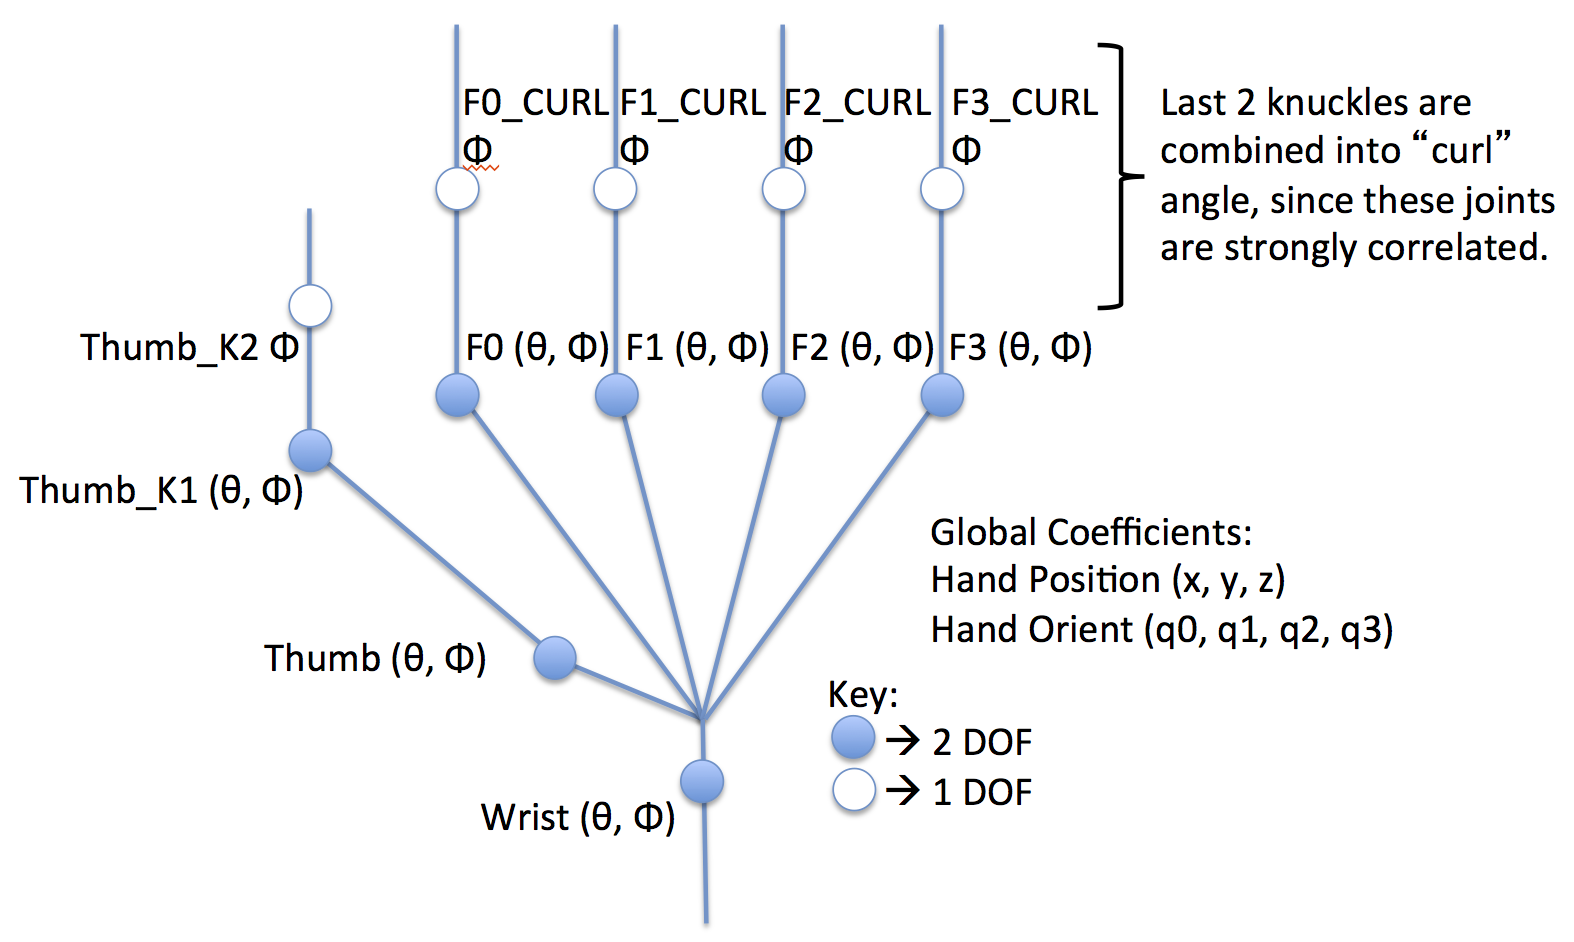 F0_CURL F1_CURL F2_CURL F3_CURL
Φ Φ Φ Φ
Last 2 knuckles are
combined into “curl”
angle, since these joints
are strongly correlated.
Thumb_K2 Φ
F0 (θ, Φ) F1 (θ, Φ) F2 (θ, Φ) F3 (θ, Φ)
Thumb_K1 (θ, Φ)
Global Coefficients:
Hand Position (x, y, z)
Hand Orient (q0, q1, q2, q3)
Thumb (θ, Φ)
Key:
→ 2 DOF
→ 1 DOF
Wrist (θ, Φ)